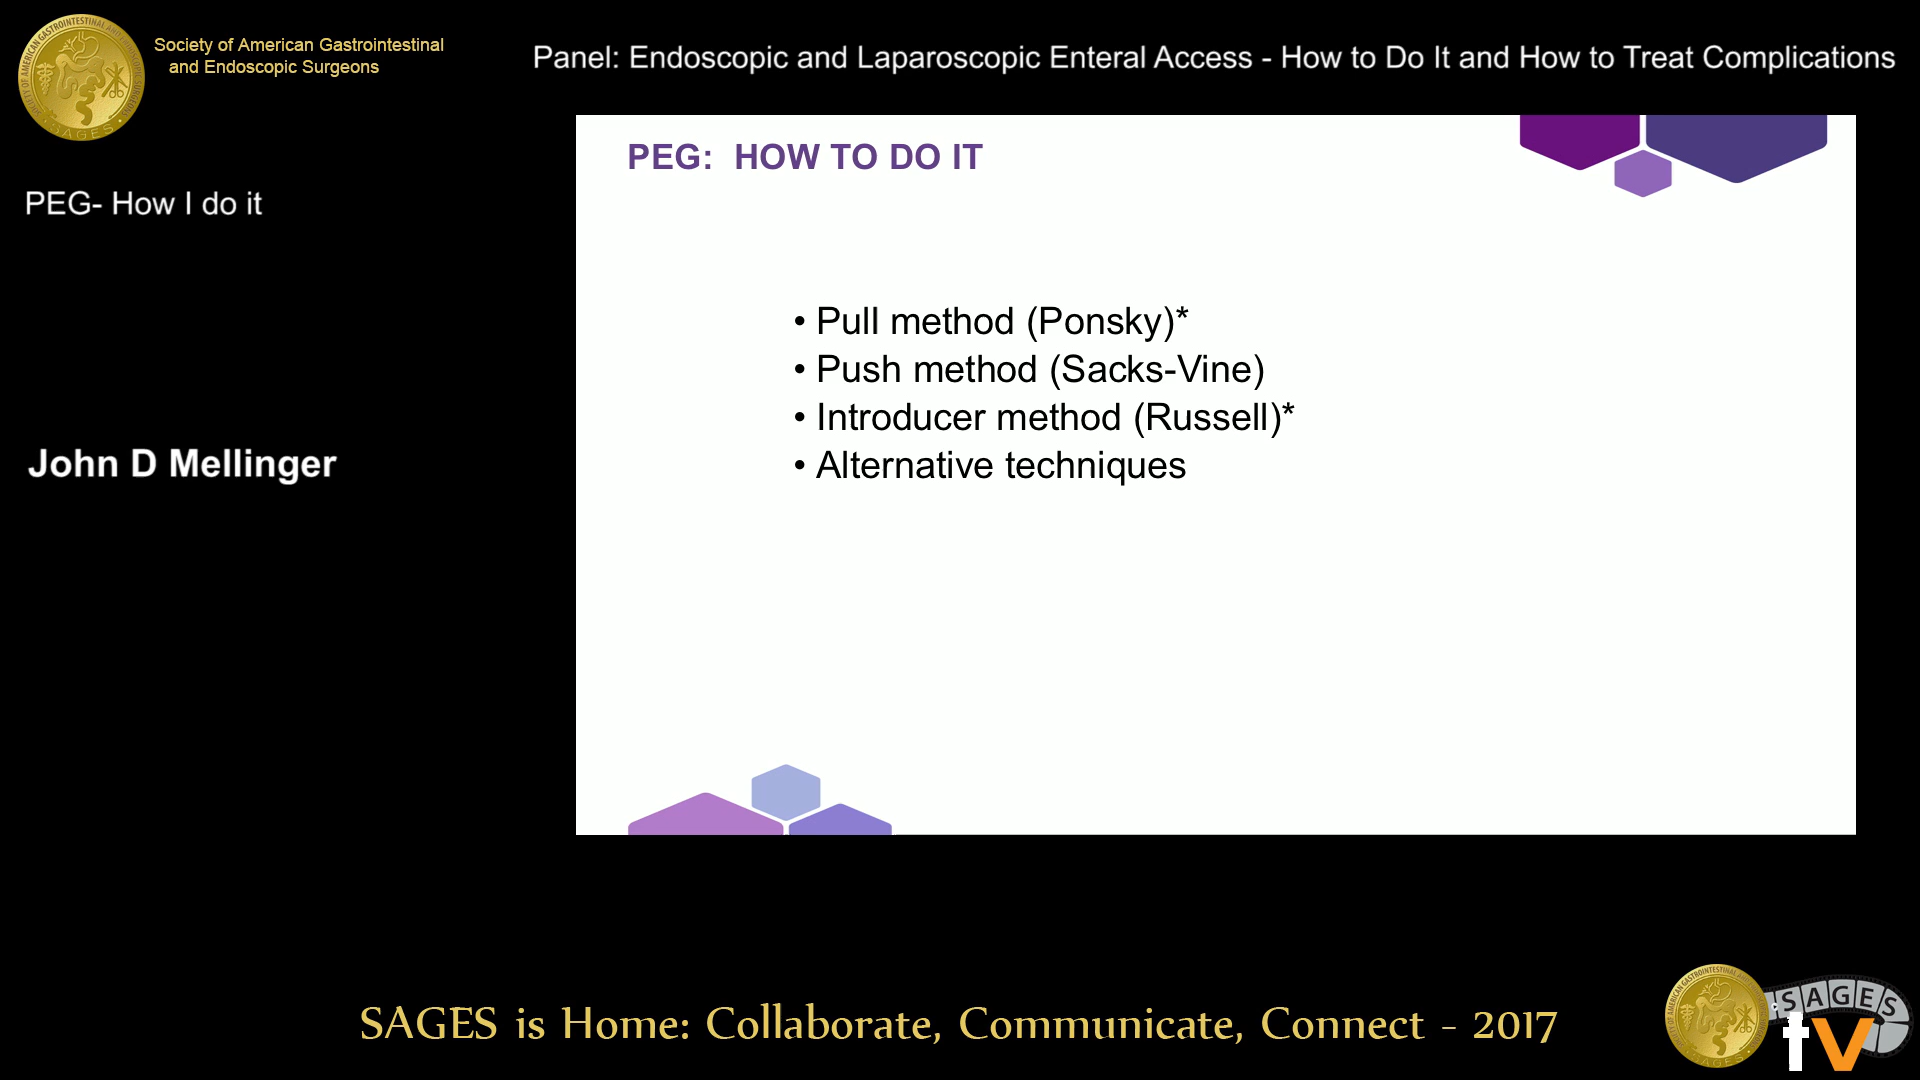 Society of American Gastrointestinal
and Endoscopic Surgeons
Panel: Endoscopic and Laparoscopic Enteral Access - How to Do It and How to Treat Complications
PEG- How I do it
John D Mellinger
PEG: HOW TO DO IT
• Pull method (Ponsky)*
• Push method (Sacks-Vine)
• Introducer method (Russell)*
• Alternative techniques
SAGES is Home: Collaborate, Communicate, Connect - 2017
SAGES
tv